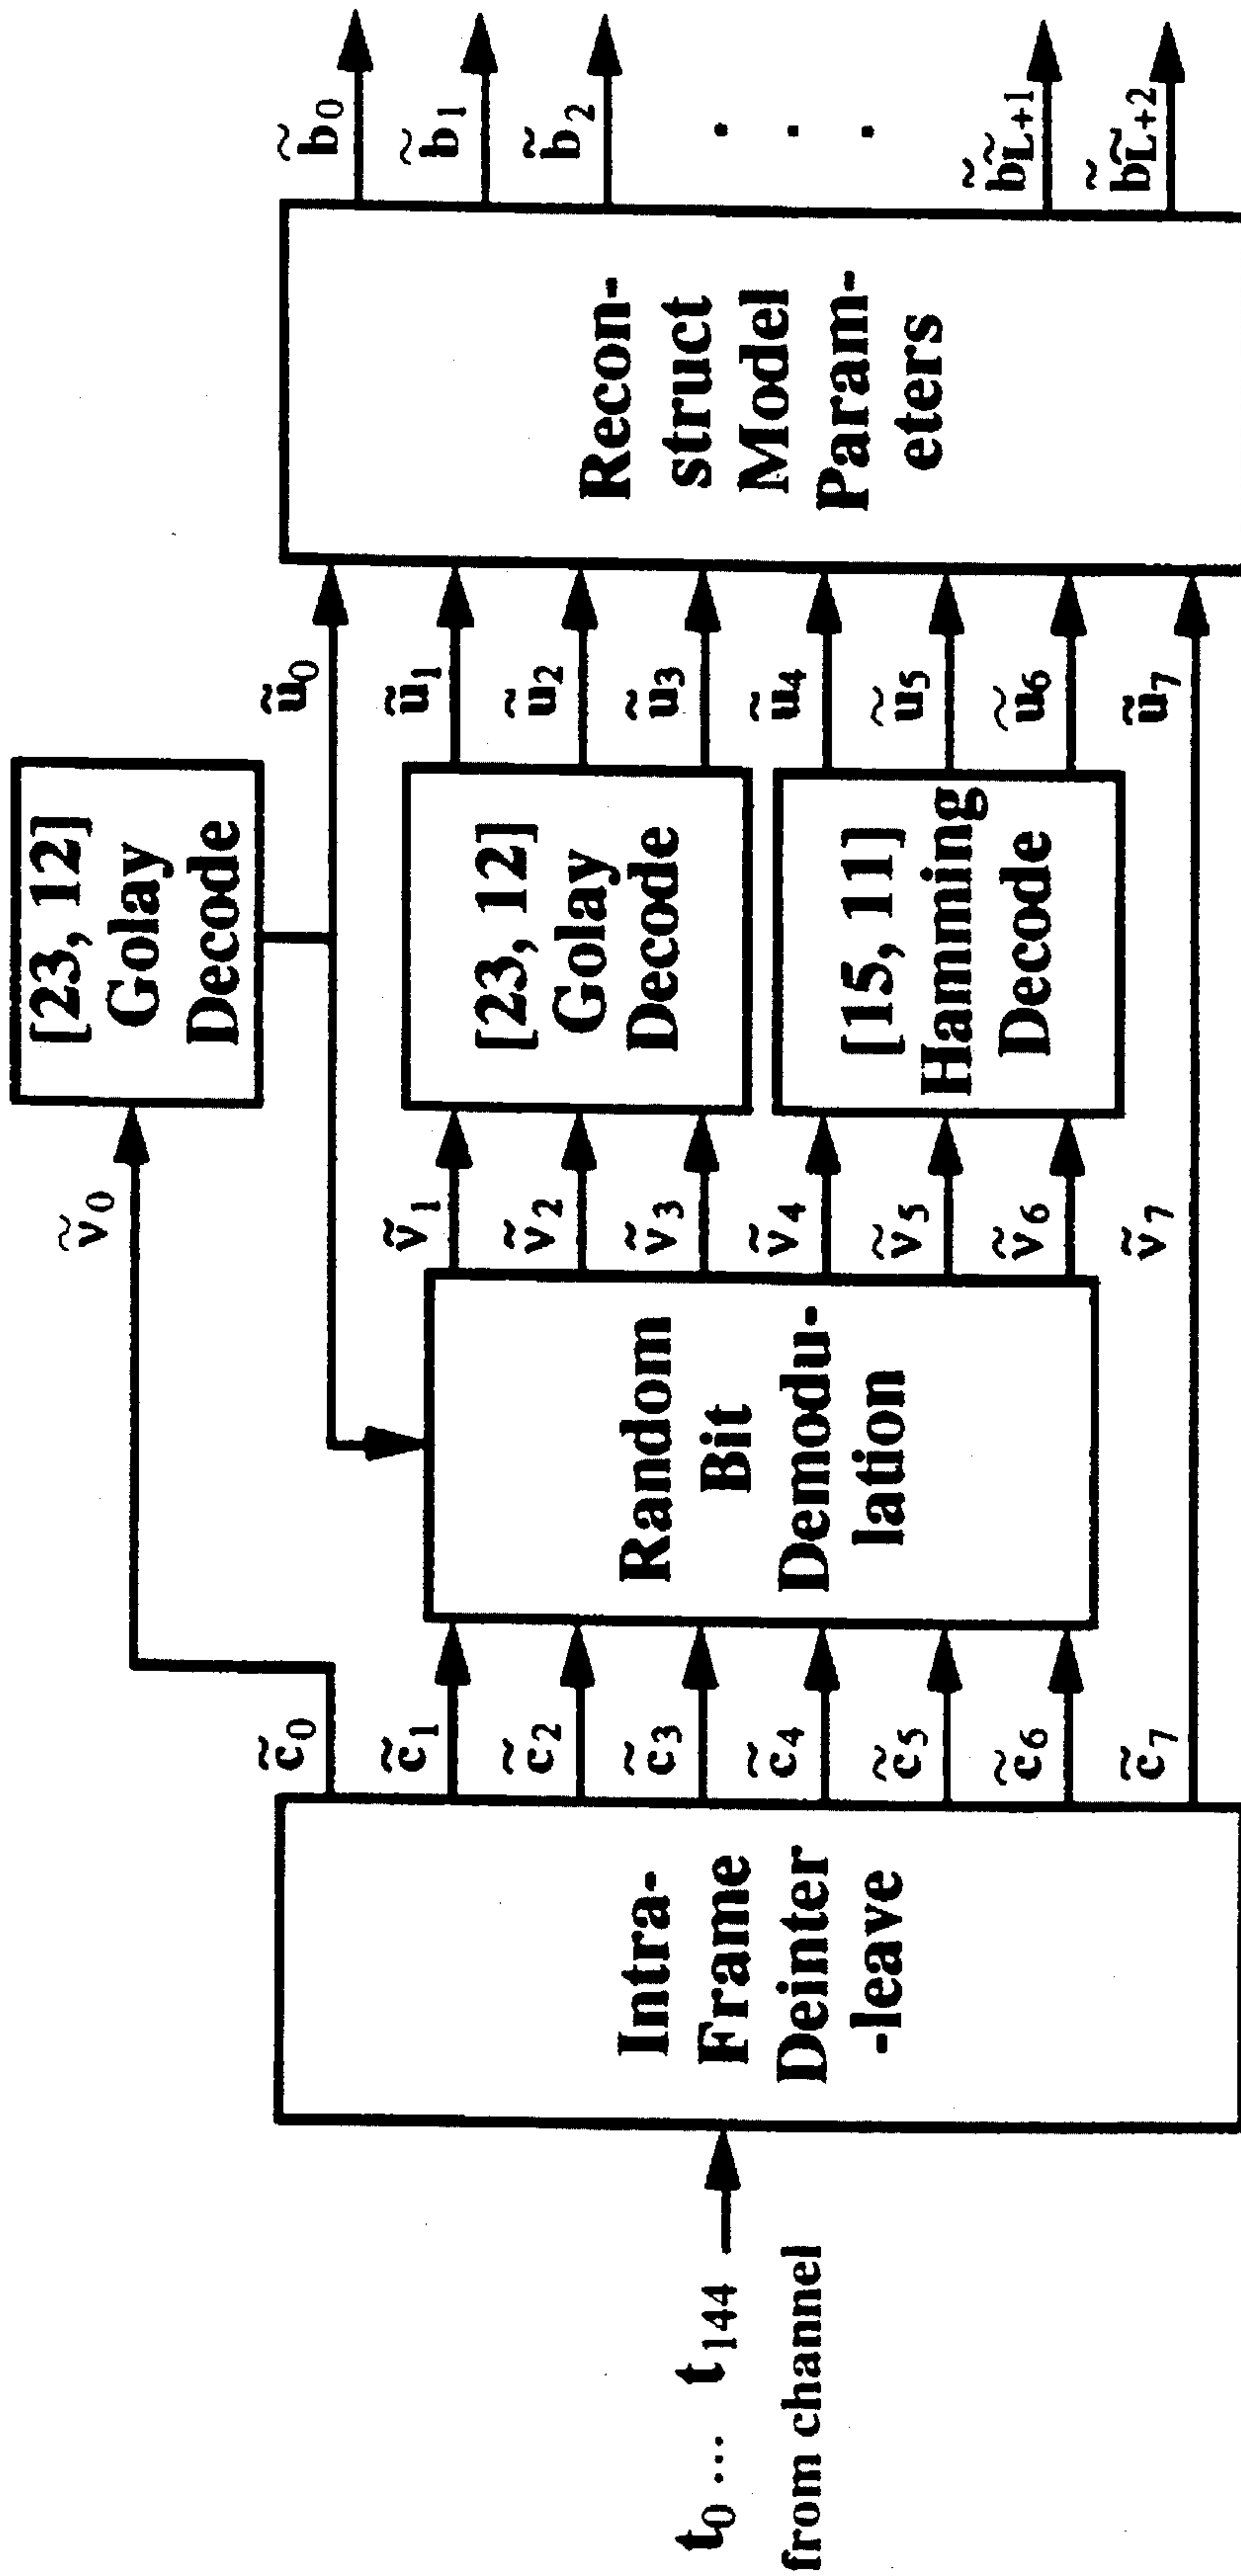 t₀ ... t₁₄₄
from channel
Intra-
Frame
Deinter
-leave
c̃₀
c̃₁
c̃₂
c̃₃
c̃₄
c̃₅
c̃₆
c̃₇
Random
Bit
Demodu-
lation
ṽ₀
ṽ₁
ṽ₂
ṽ₃
ṽ₄
ṽ₅
ṽ₆
ṽ₇
[23, 12]
Golay
Decode
[23, 12]
Golay
Decode
[15, 11]
Hamming
Decode
ũ₀
ũ₁
ũ₂
ũ₃
ũ₄
ũ₅
ũ₆
ũ₇
Recon-
struct
Model
Param-
eters
b̃₀
b̃₁
b̃₂
. . .
b̃_L̃+1
b̃_L̃+2